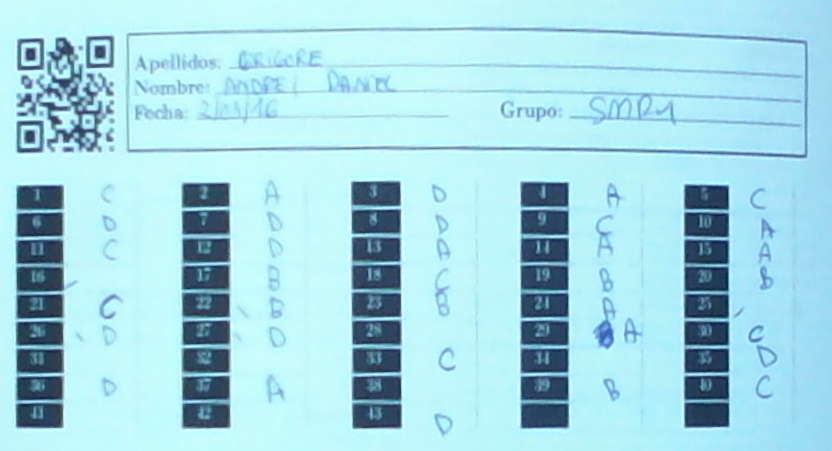 Apellidos: GRIGORE
Nombre: ANDREI DANIEL
Fecha: 2/03/16 Grupo: SMR1
1 C 2 A 3 D 4 A 5 C
6 D 7 D 8 D 9 C 10 A
11 C 12 D 13 A 14 A 15 A
16 17 B 18 C 19 B 20 B
21 C 22 B 23 B 24 A 25
26 D 27 D 28 29 A 30 C
31 32 33 C 34 35 D
36 D 37 A 38 39 B 40 C
41 42 43 D